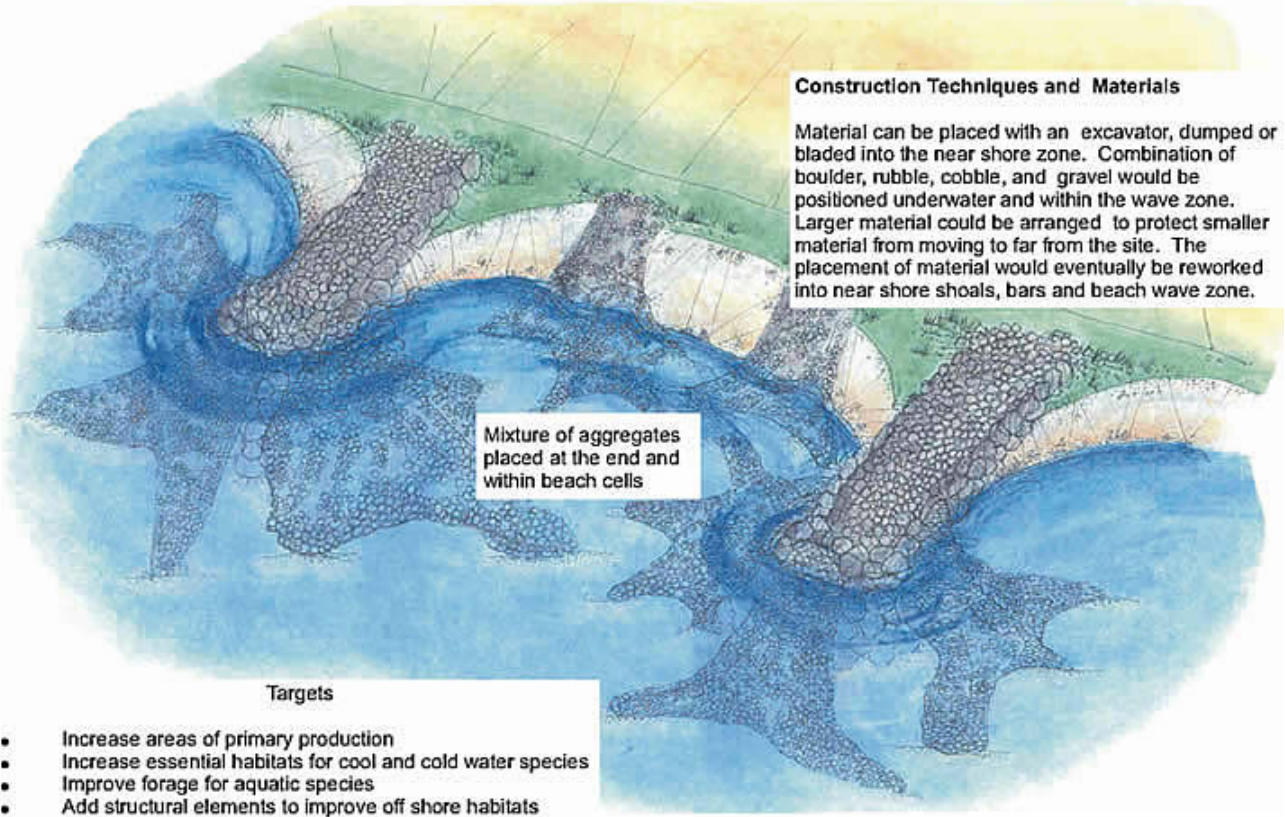 Construction Techniques and Materials
Material can be placed with an excavator, dumped or
bladed into the near shore zone. Combination of
boulder, rubble, cobble, and gravel would be
positioned underwater and within the wave zone.
Larger material could be arranged to protect smaller
material from moving to far from the site. The
placement of material would eventually be reworked
into near shore shoals, bars and beach wave zone.
Mixture of aggregates
placed at the end and
within beach cells
Targets
• Increase areas of primary production
• Increase essential habitats for cool and cold water species
• Improve forage for aquatic species
• Add structural elements to improve off shore habitats